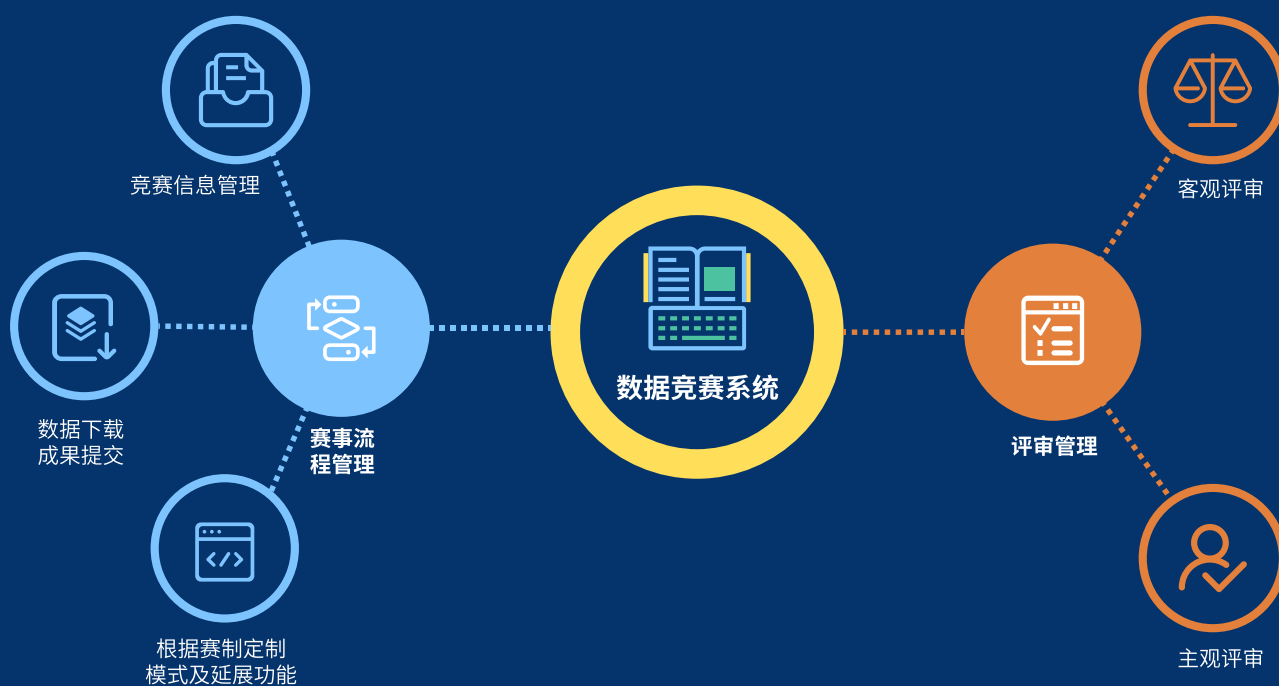 竞赛信息管理
数据下载
成果提交
根据赛制定制
模式及延展功能
赛事流
程管理
数据竞赛系统
评审管理
客观评审
主观评审